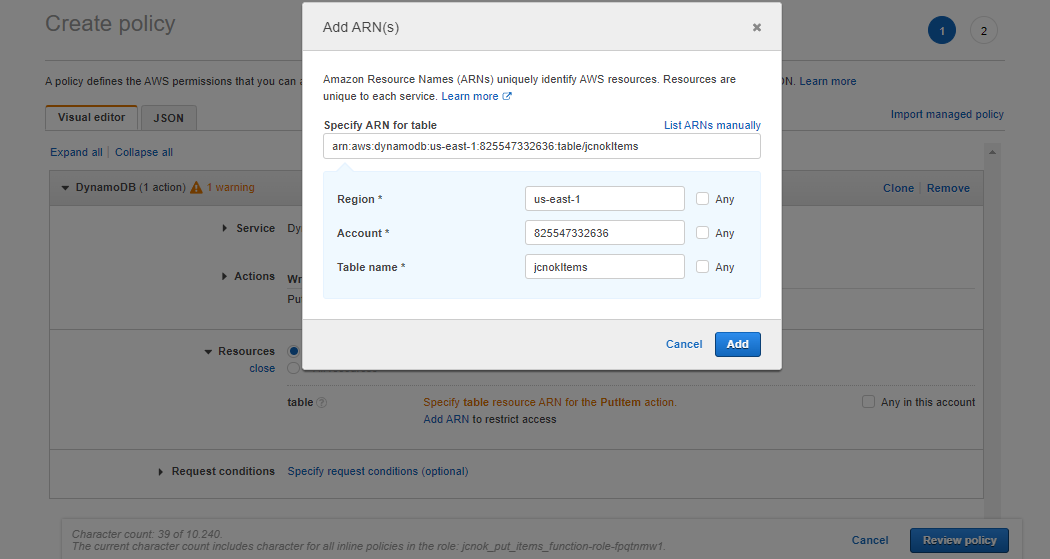 Create policy
Add ARN(s)
1
2
A policy defines the AWS permissions that you can a
ON. Learn more
Amazon Resource Names (ARNs) uniquely identify AWS resources. Resources are
unique to each service. Learn more
Visual editor
JSON
Import managed policy
Specify ARN for table
List ARNs manually
arn:aws:dynamodb:us-east-1:825547332636:table/jcnokItems
Expand all
Collapse all
DynamoDB (1 action)
1 warning
Clone
Remove
Region *
us-east-1
Any
Account *
825547332636
Any
Table name *
jcnokItems
Any
Service
Dy
Actions
Wr
Pu
Cancel
Add
Resources
close
table
Specify table resource ARN for the PutItem action.
Any in this account
Add ARN to restrict access
Request conditions
Specify request conditions (optional)
Character count: 39 of 10,240.
The current character count includes character for all inline policies in the role: jcnok_put_items_function-role-fpqtnmw1.
Cancel
Review policy